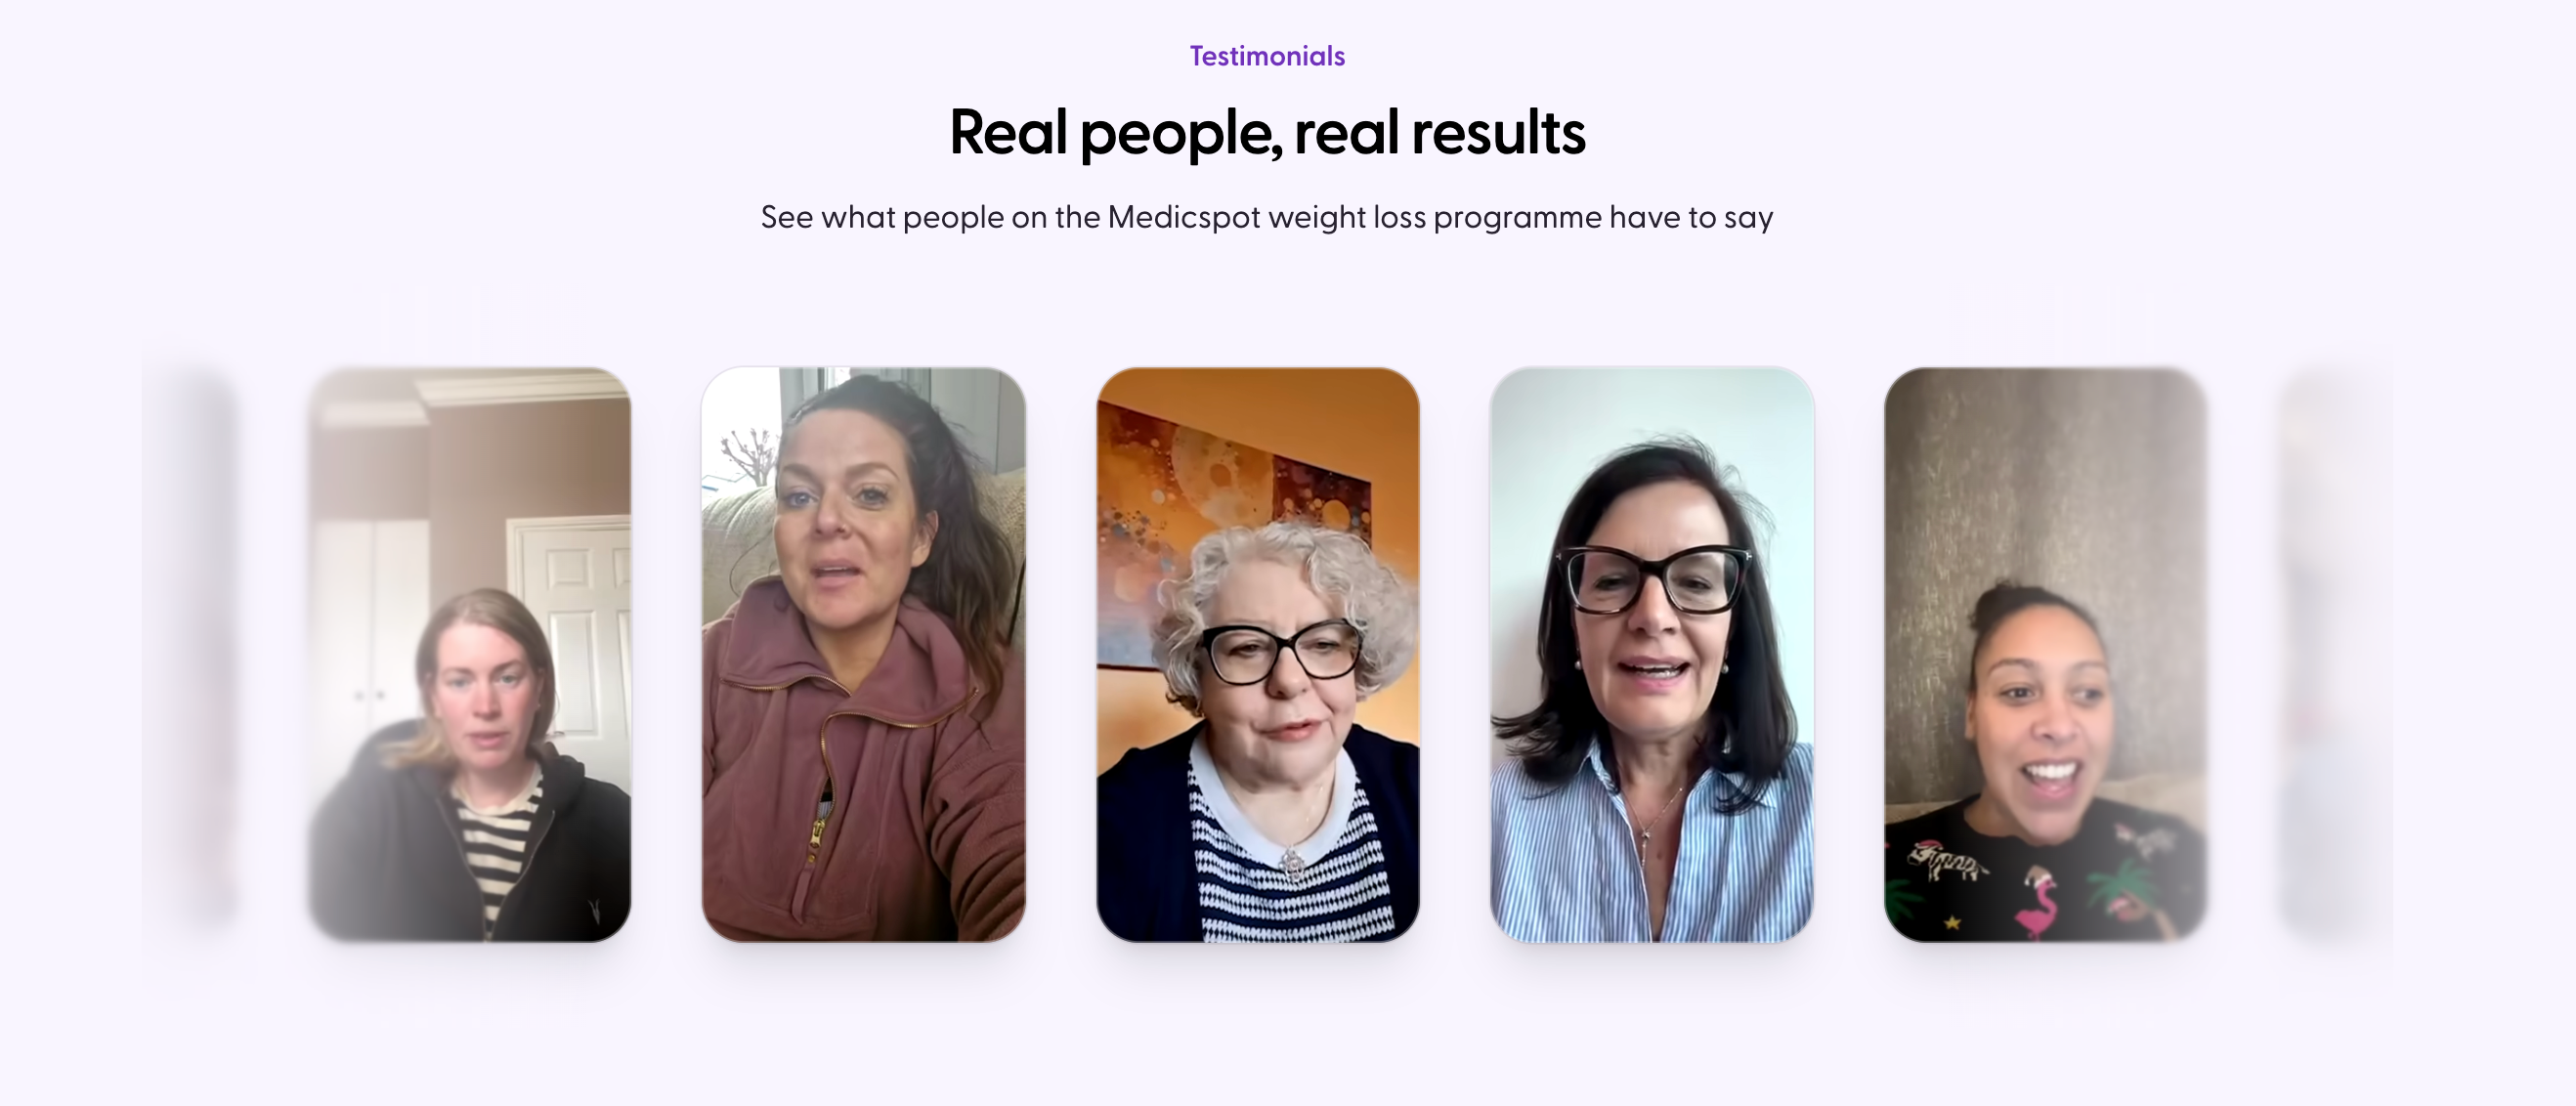 Testimonials
Real people, real results
See what people on the Medicspot weight loss programme have to say